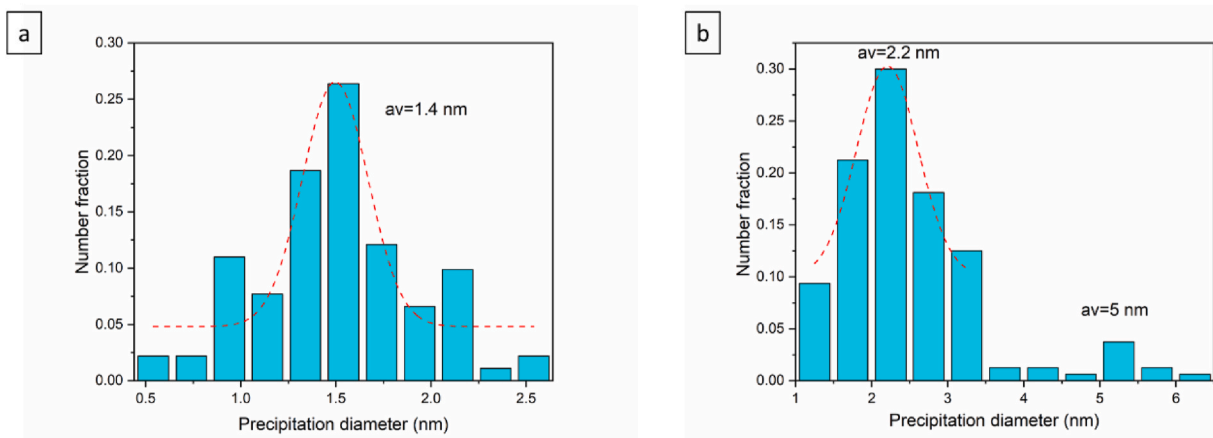 a
0.30
0.25
0.20
0.15
0.10
0.05
0.00
Number fraction
av=1.4 nm
0.5 1.0 1.5 2.0 2.5
Precipitation diameter (nm)
b
0.30
0.25
0.20
0.15
0.10
0.05
0.00
Number fraction
av=2.2 nm
av=5 nm
1 2 3 4 5 6
Precipitation diameter (nm)